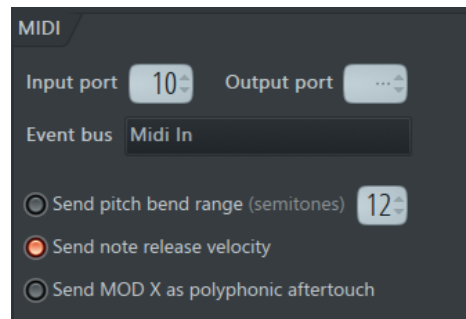 MIDI
Input port 10 Output port ---
Event bus Midi In
Send pitch bend range (semitones) 12
Send note release velocity
Send MOD X as polyphonic aftertouch